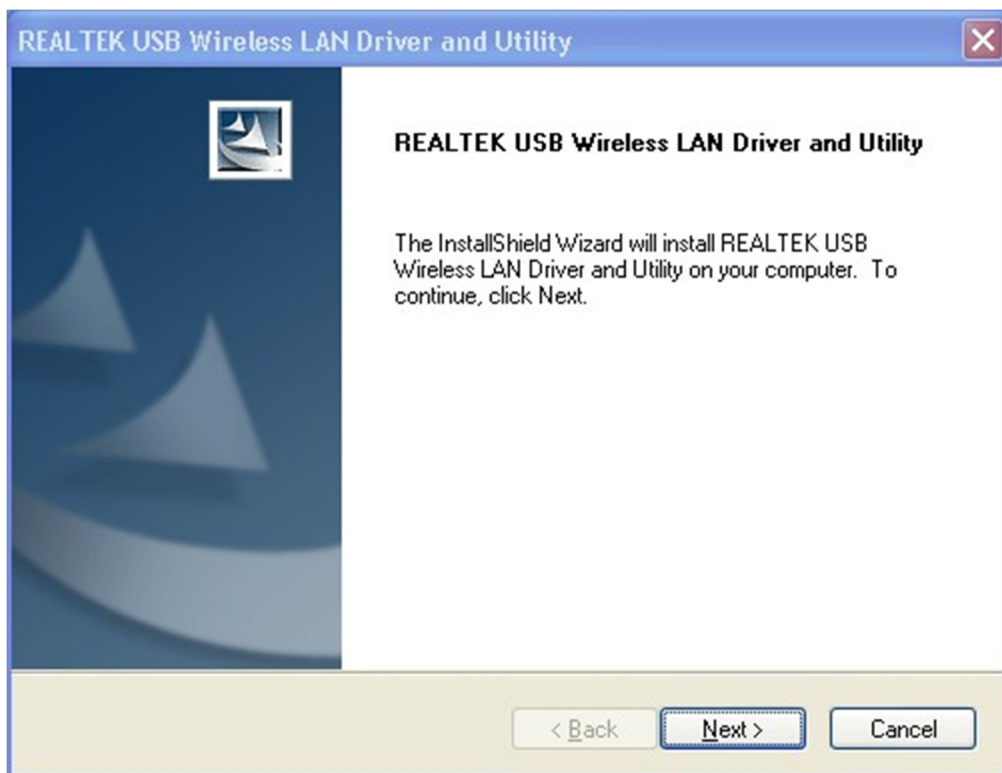 REALTEK USB Wireless LAN Driver and Utility
REALTEK USB Wireless LAN Driver and Utility
The InstallShield Wizard will install REALTEK USB
Wireless LAN Driver and Utility on your computer.  To
continue, click Next.
< Back
Next >
Cancel